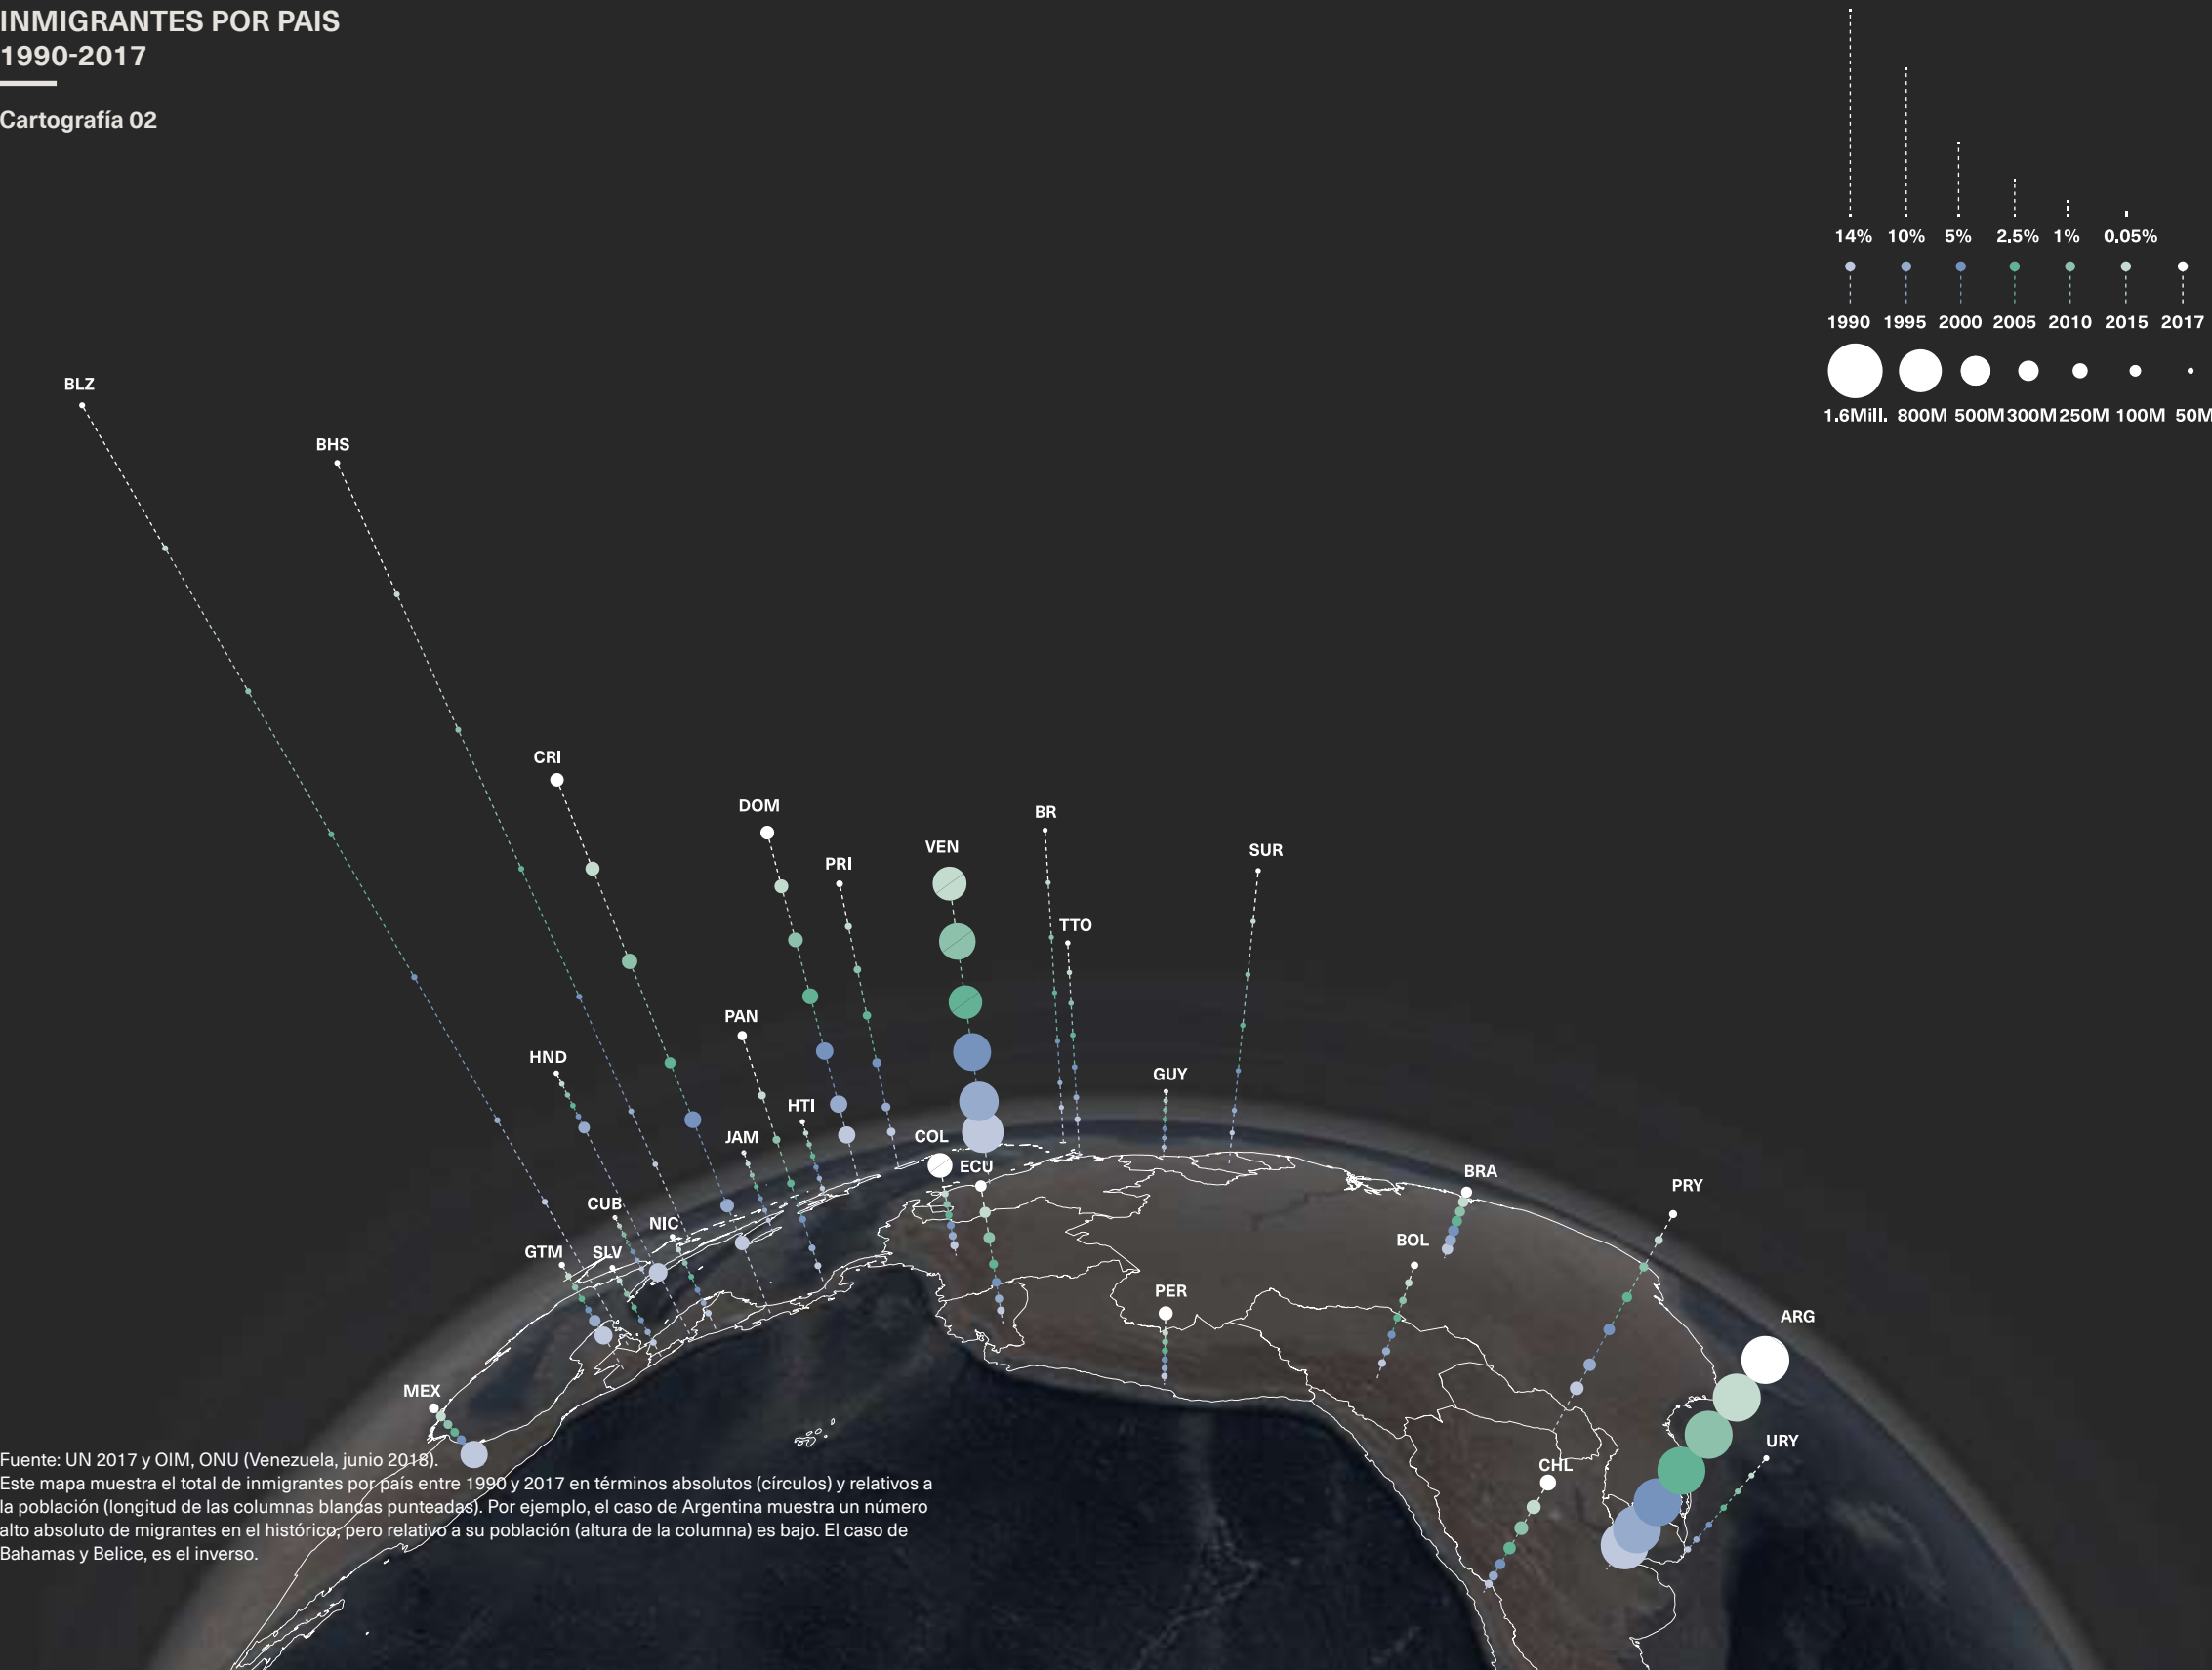 INMIGRANTES POR PAIS
1990-2017
Cartografía 02
14% 10% 5% 2.5% 1% 0.05%
1990 1995 2000 2005 2010 2015 2017
1.6Mill. 800M 500M 300M 250M 100M 50M
BLZ
BHS
CRI
DOM
BR
VEN
SUR
PRI
TTO
PAN
HND
GUY
HTI
JAM
COL
ECU
BRA
PRY
CUB
NIC
BOL
GTM
SLV
PER
ARG
MEX
URY
CHL
Fuente: UN 2017 y OIM, ONU (Venezuela, junio 2018).
Este mapa muestra el total de inmigrantes por país entre 1990 y 2017 en términos absolutos (círculos) y relativos a
la población (longitud de las columnas blancas punteadas). Por ejemplo, el caso de Argentina muestra un número
alto absoluto de migrantes en el histórico, pero relativo a su población (altura de la columna) es bajo. El caso de
Bahamas y Belice, es el inverso.